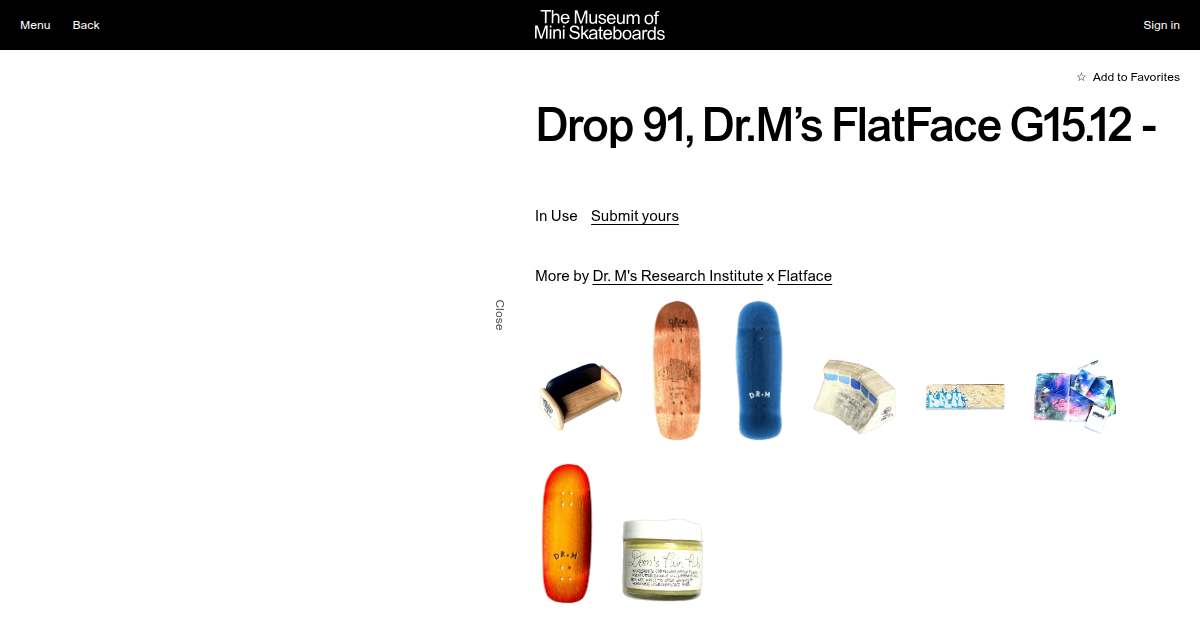 Menu
Back
The Museum of
Mini Skateboards
Sign in
☆ Add to Favorites
Drop 91, Dr.M’s FlatFace G15.12 -
In Use
Submit yours
More by Dr. M's Research Institute x Flatface
Close
DR.M
DR.M